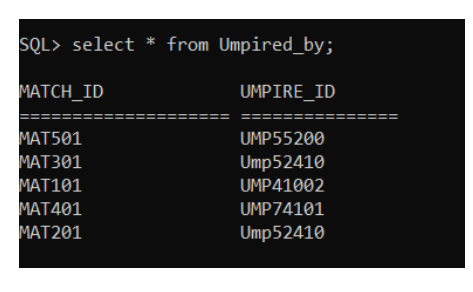 SQL> select * from Umpired_by;
MATCH_ID UMPIRE_ID
==================== ===============
MAT501 UMP55200
MAT301 Ump52410
MAT101 UMP41002
MAT401 UMP74101
MAT201 Ump52410